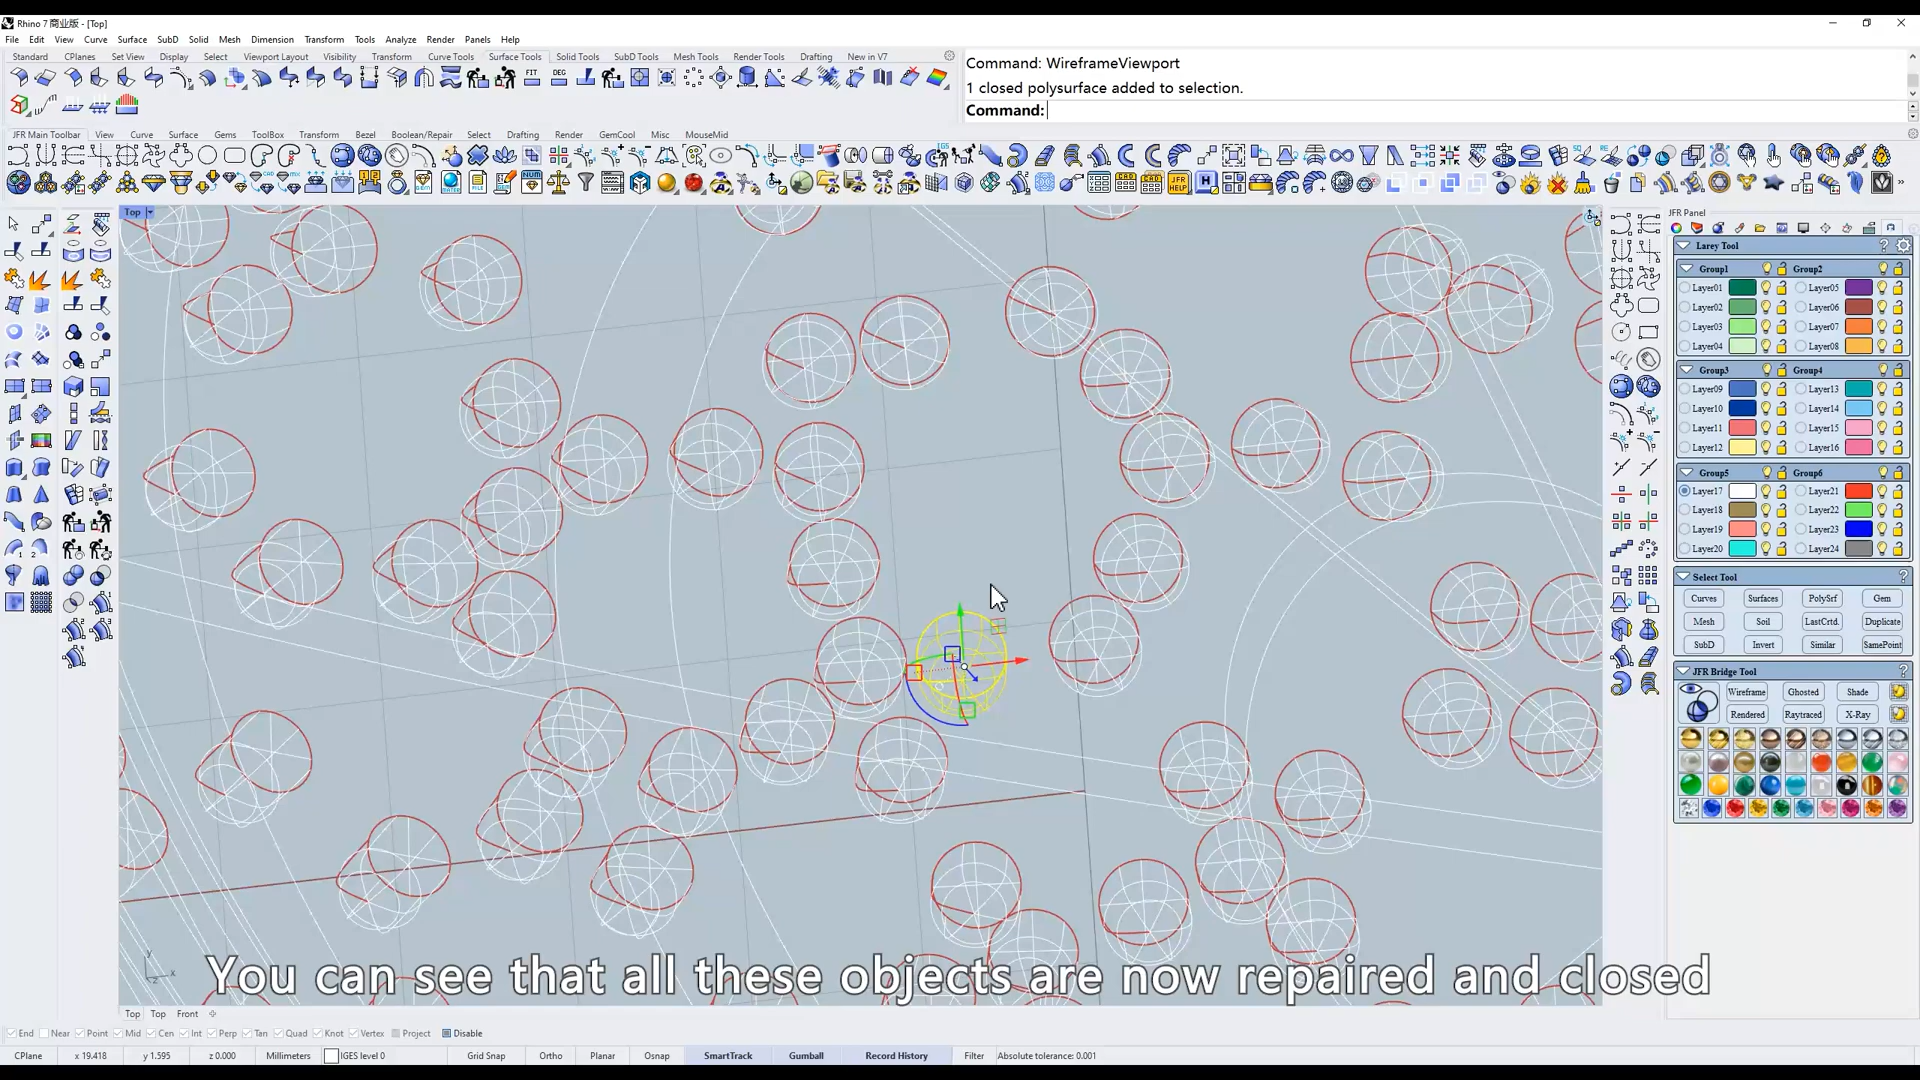 Rhino 7 商业版 - [Top]
File Edit View Curve Surface SubD Solid Mesh Dimension Transform Tools Analyze Render Panels Help
Standard CPlanes Set View Display Select Viewport Layout Visibility Transform Curve Tools Surface Tools Solid Tools SubD Tools Mesh Tools Render Tools Drafting New in V7
Command: WireframeViewport
1 closed polysurface added to selection.
Command:
JFR Main Toolbar View Curve Surface Gems ToolBox Transform Bezel Boolean/Repair Select Drafting Render GemCool Misc MouseMid
Top
JFR Panel
Larey Tool
Group1 Group2
Layer01 Layer05
Layer02 Layer06
Layer03 Layer07
Layer04 Layer08
Group3 Group4
Layer09 Layer13
Layer10 Layer14
Layer11 Layer15
Layer12 Layer16
Group5 Group6
Layer17 Layer21
Layer18 Layer22
Layer19 Layer23
Layer20 Layer24
Select Tool
Curves Surfaces PolySrf Gem
Mesh Soil LastCrtd. Duplicate
SubD Invert Similar SamePoint
JFR Bridge Tool
Wireframe Ghosted Shade
Rendered Raytraced X-Ray
You can see that all these objects are now repaired and closed
Top Top Front
End Near Point Mid Cen Int Perp Tan Quad Knot Vertex Project Disable
CPlane x 19.418 y 1.595 z 0.000 Millimeters IGES level 0 Grid Snap Ortho Planar Osnap SmartTrack Gumball Record History Filter Absolute tolerance: 0.001